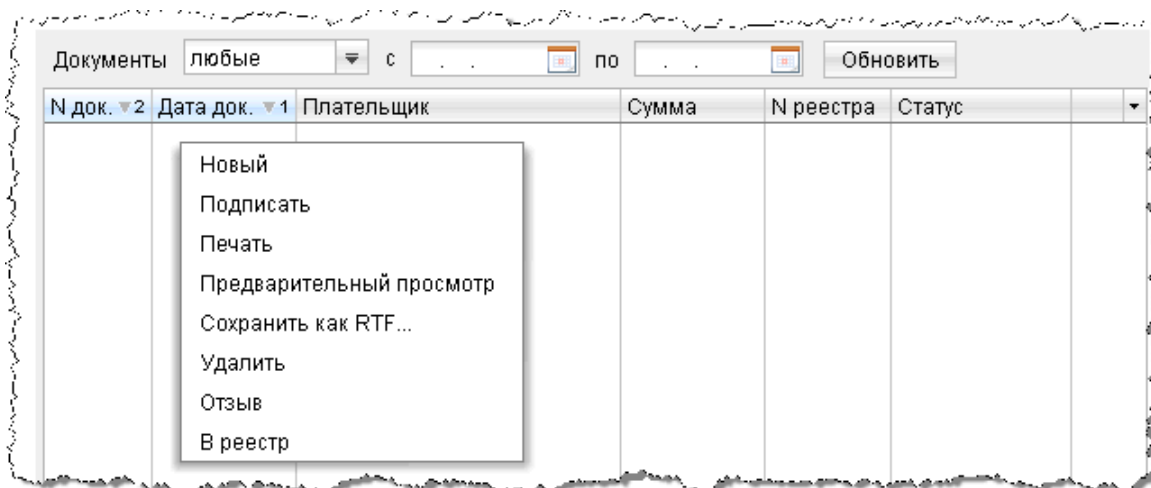 Документы любые с . . по . . Обновить
N док. 2 Дата док. 1 Плательщик Сумма N реестра Статус
Новый
Подписать
Печать
Предварительный просмотр
Сохранить как RTF...
Удалить
Отзыв
В реестр